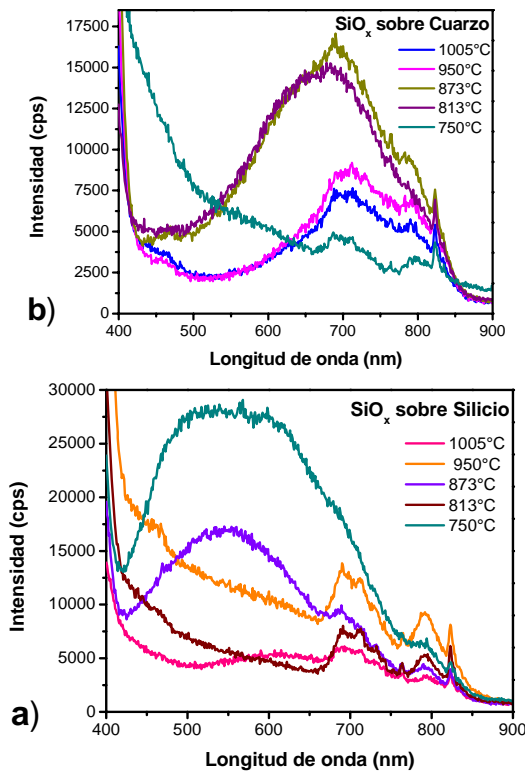 17500
15000
12500
10000
7500
5000
2500
0
Intensidad (cps)
SiOx sobre Cuarzo
1005°C
950°C
873°C
813°C
750°C
b)
400 500 600 700 800 900
Longitud de onda (nm)
30000
25000
20000
15000
10000
5000
0
Intensidad (cps)
SiOx sobre Silicio
1005°C
950°C
873°C
813°C
750°C
a)
400 500 600 700 800 900
Longitud de onda (nm)